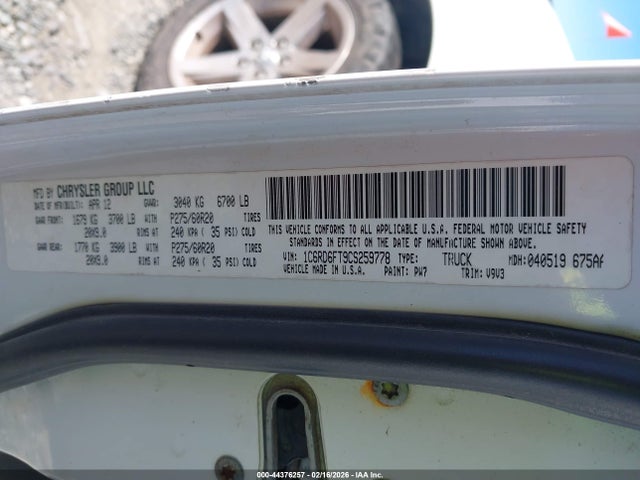 MFD BY CHRYSLER GROUP LLC
DATE OF MFR(BUILT): APR 12 GVWR: 3040 KG 6700 LB
GAWR FRONT: 1679 KG 3700 LB WITH P275/60R20 TIRES
20X9.0 RIMS AT 240 KPA ( 35 PSI) COLD
GAWR REAR: 1770 KG 3900 LB WITH P275/60R20 TIRES
20X9.0 RIMS AT 240 KPA ( 35 PSI) COLD
THIS VEHICLE CONFORMS TO ALL APPLICABLE U.S.A. FEDERAL MOTOR VEHICLE SAFETY
STANDARDS IN EFFECT ON THE DATE OF MANUFACTURE SHOWN ABOVE.
VIN: 1C6RD6FT9CS259778 TYPE: TRUCK MDH: 040519 675AA
VEHICLE MADE IN: U.S.A. PAINT: PW7 TRIM: V9V3
000-44376257 - 02/16/2026 - IAA Inc.